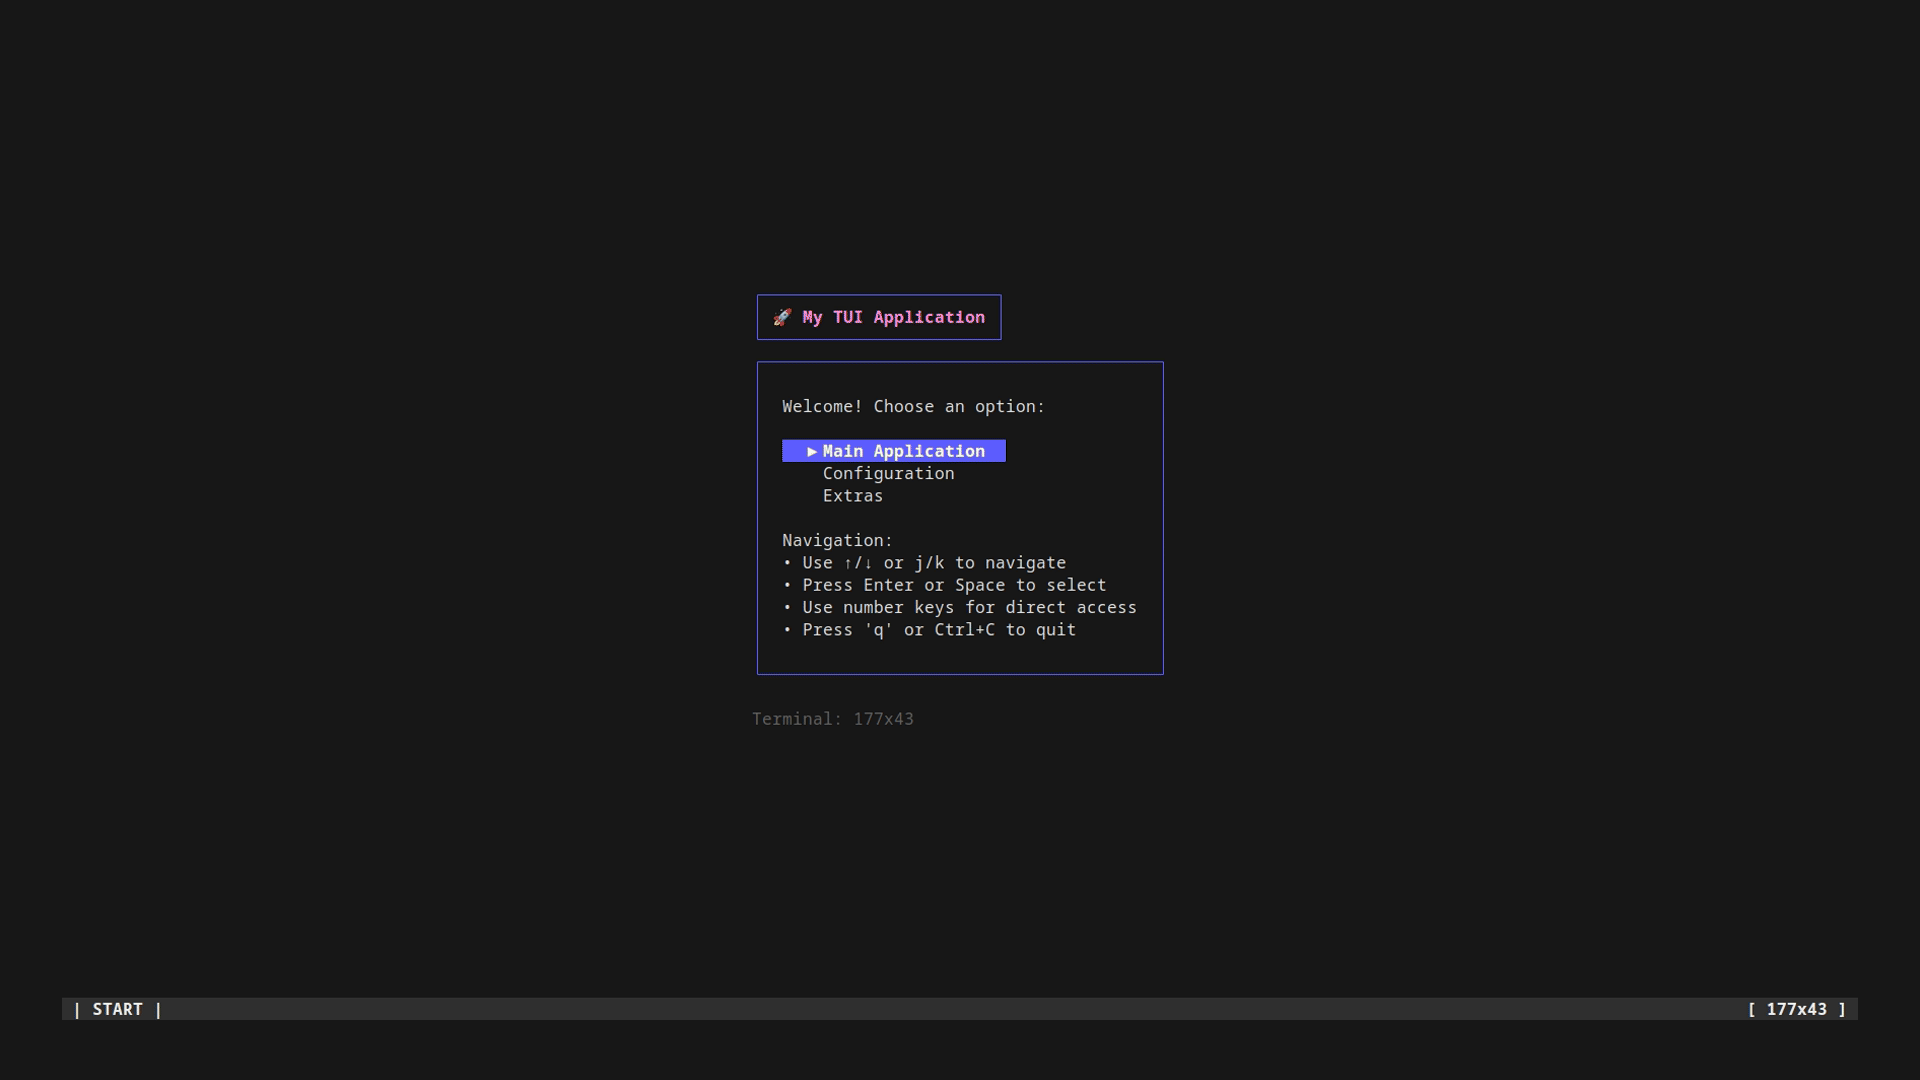 🚀 My TUI Application
Welcome! Choose an option:
▶ Main Application
Configuration
Extras
Navigation:
• Use ↑/↓ or j/k to navigate
• Press Enter or Space to select
• Use number keys for direct access
• Press 'q' or Ctrl+C to quit
Terminal: 177x43
| START | [ 177x43 ]